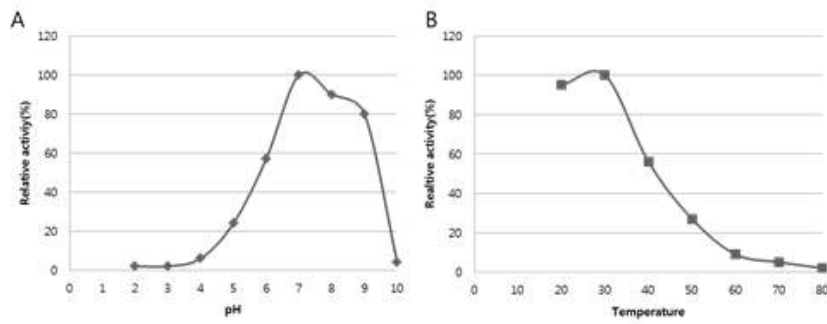 A
120
100
80
60
40
20
0
Relative activiy(%)
0 1 2 3 4 5 6 7 8 9 10
pH
B
120
100
80
60
40
20
0
Realtive activity(%)
0 10 20 30 40 50 60 70 80
Temperature